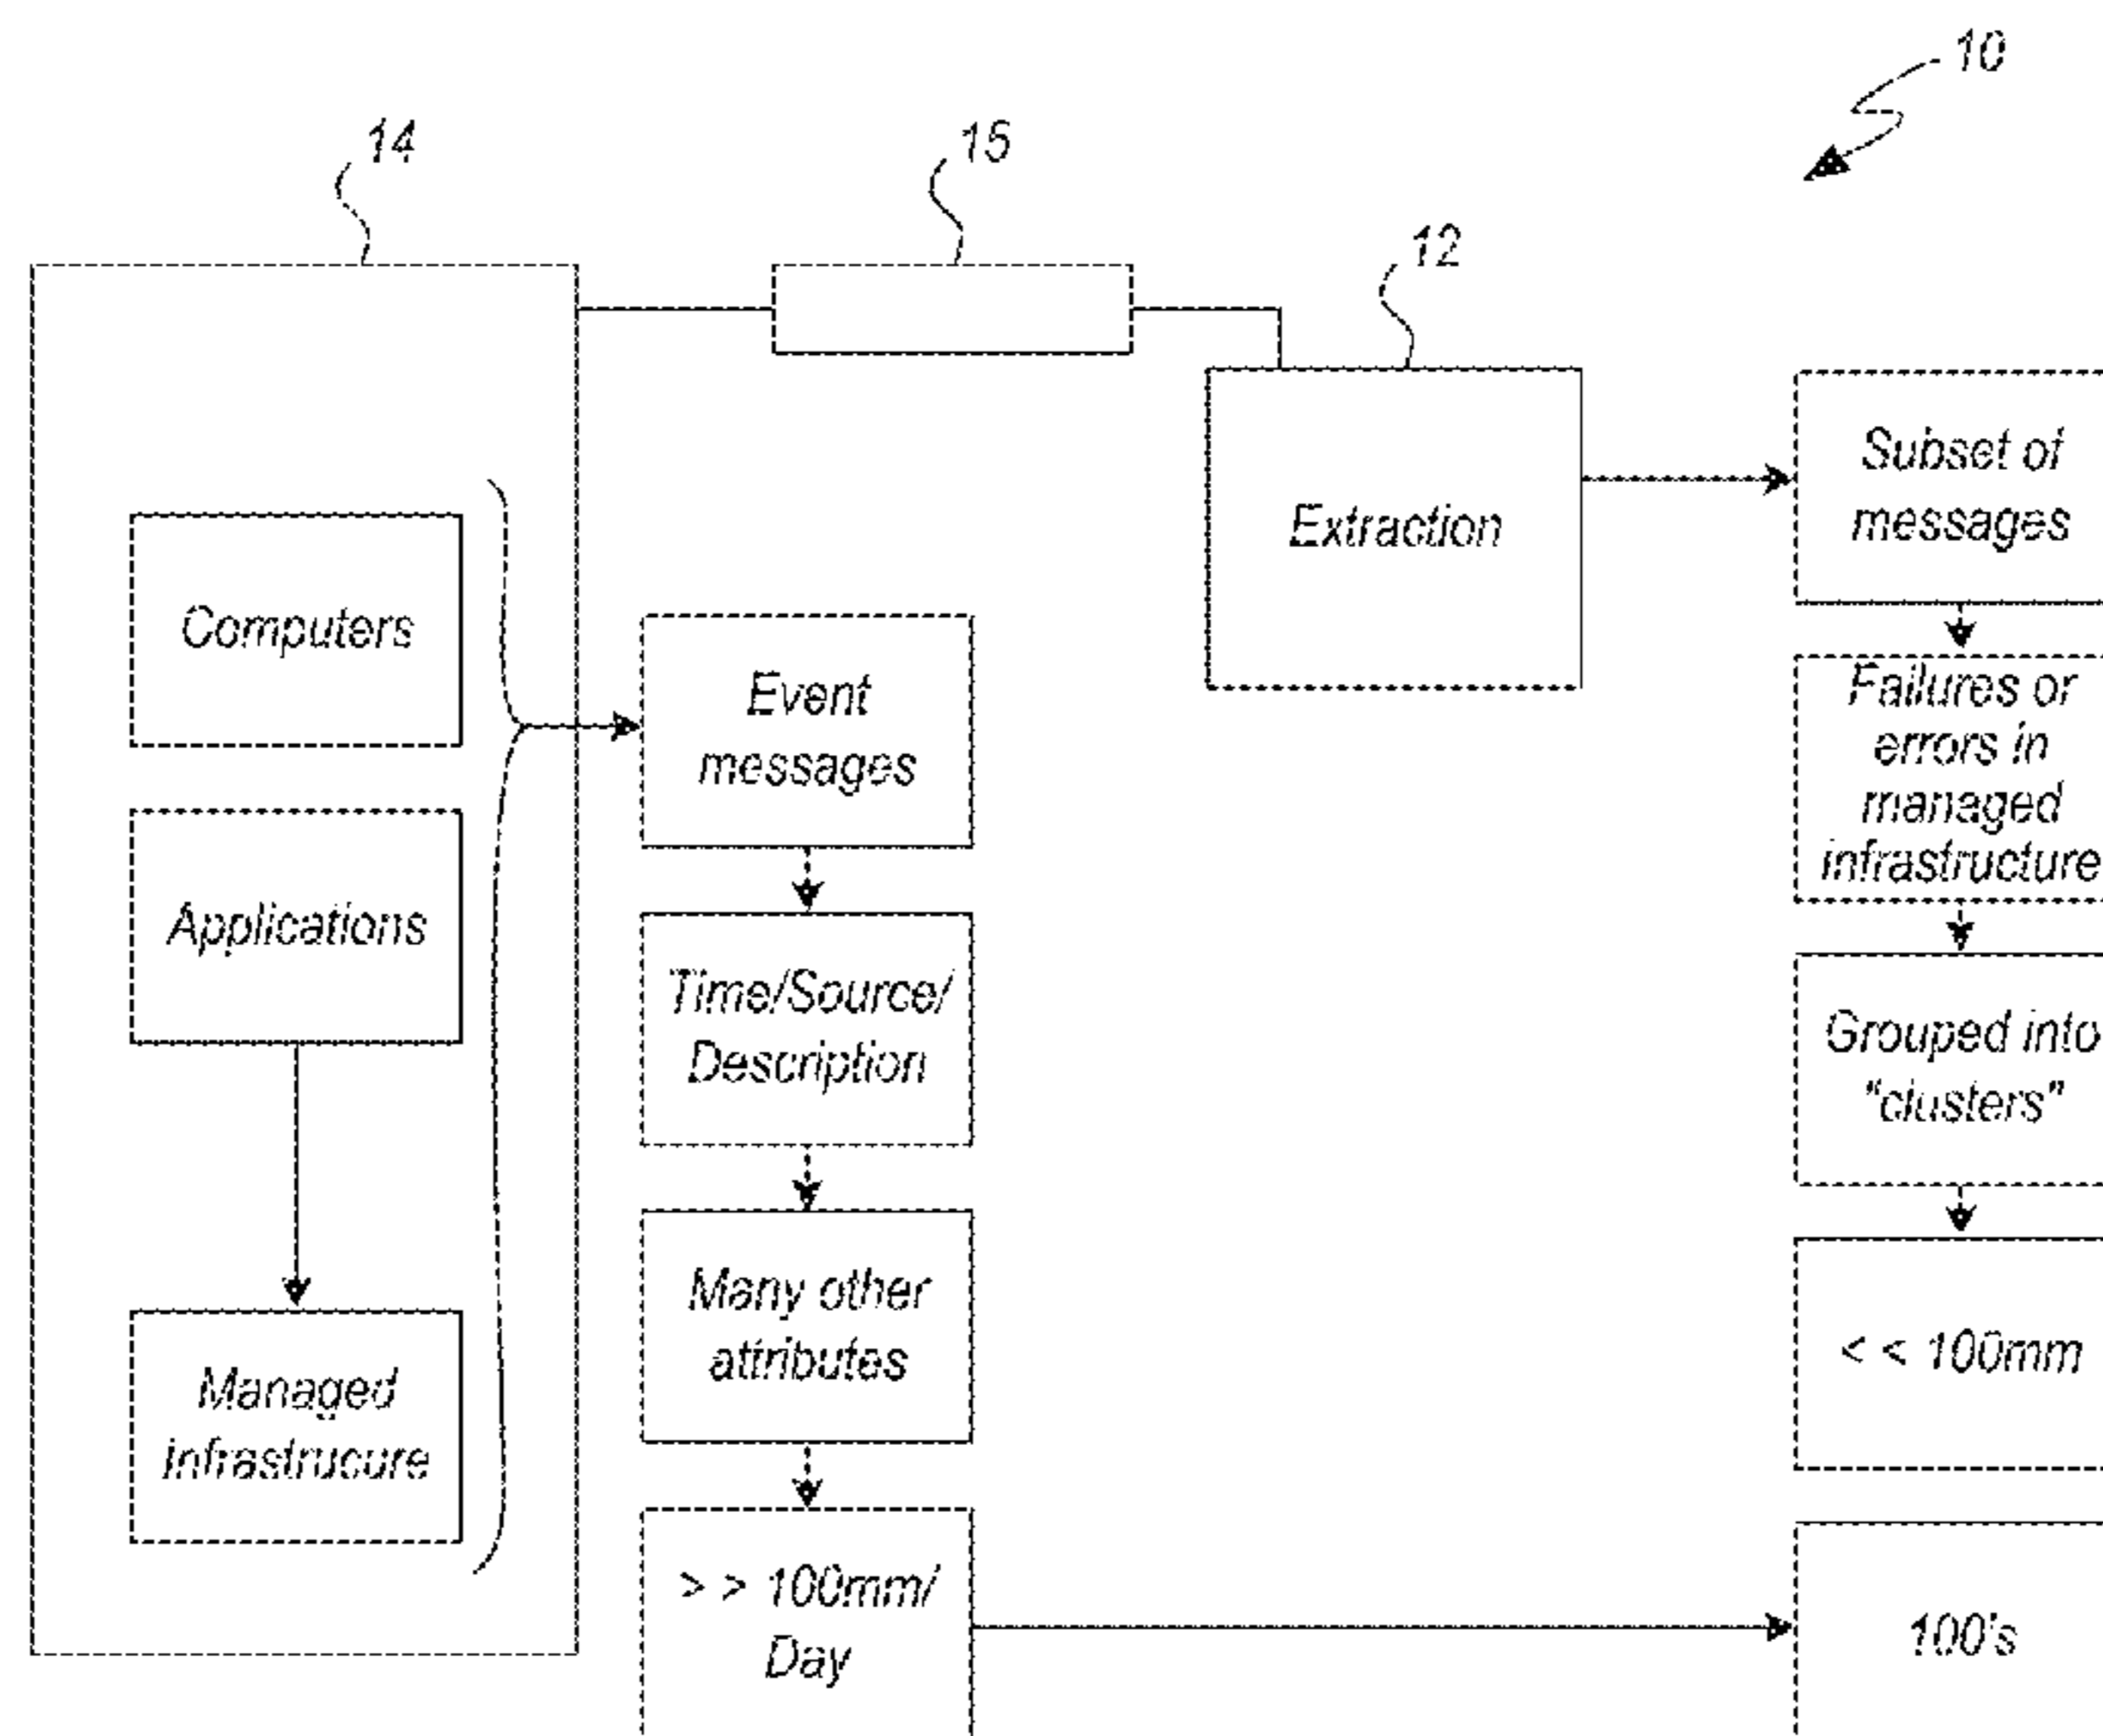 10
14
15
12
Extraction
Subset of
messages
Computers
Event
messages
Failures or
errors in
managed
infrastructure
Applications
Time/Source/
Description
Grouped into
"clusters"
Many other
attributes
< < 100mm
Managed
Infrastrucure
> > 100mm/
Day
100's